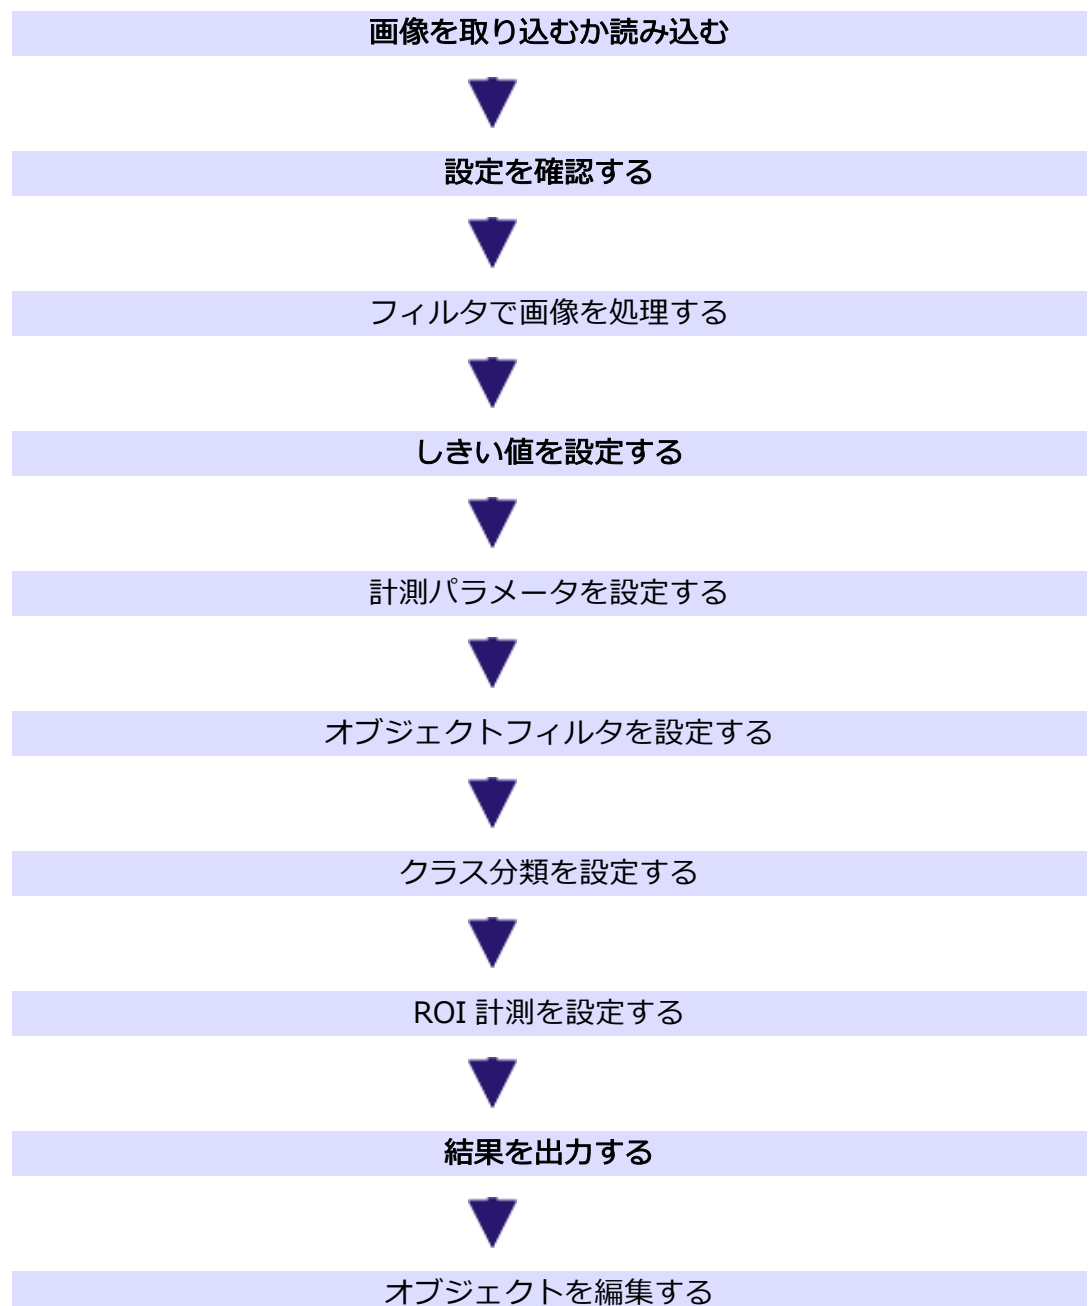 画像を取り込むか読み込む
設定を確認する
フィルタで画像を処理する
しきい値を設定する
計測パラメータを設定する
オブジェクトフィルタを設定する
クラス分類を設定する
ROI 計測を設定する
結果を出力する
オブジェクトを編集する